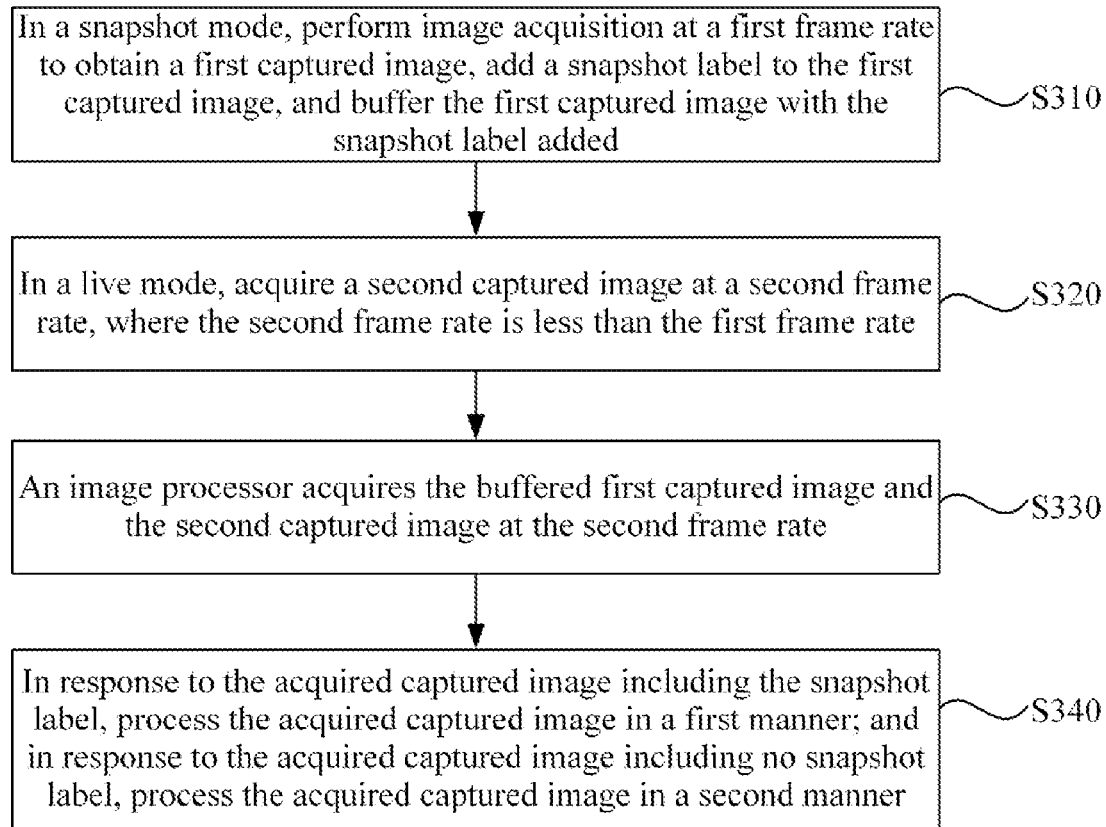 In a snapshot mode, perform image acquisition at a first frame rate
to obtain a first captured image, add a snapshot label to the first
captured image, and buffer the first captured image with the
snapshot label added
S310
In a live mode, acquire a second captured image at a second frame
rate, where the second frame rate is less than the first frame rate
S320
An image processor acquires the buffered first captured image and
the second captured image at the second frame rate
S330
In response to the acquired captured image including the snapshot
label, process the acquired captured image in a first manner; and
in response to the acquired captured image including no snapshot
label, process the acquired captured image in a second manner
S340